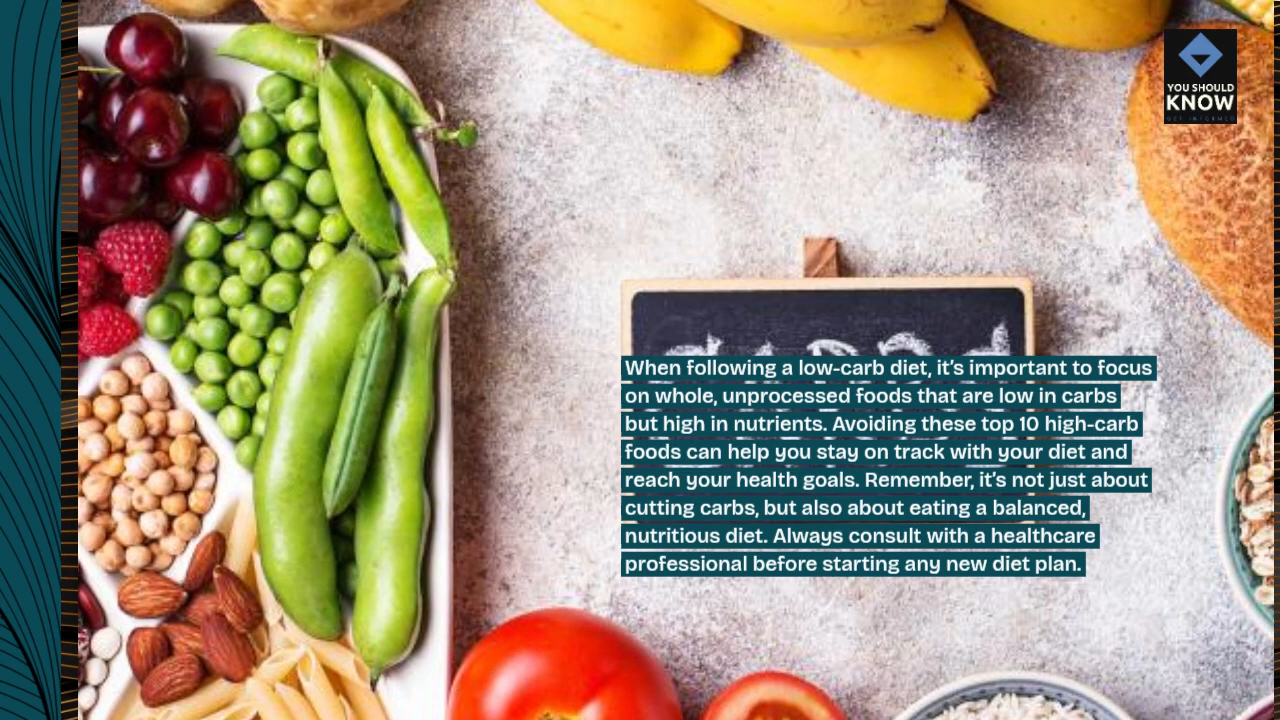 YOU SHOULD
KNOW
GET INFORMED
When following a low-carb diet, it's important to focus
on whole, unprocessed foods that are low in carbs
but high in nutrients. Avoiding these top 10 high-carb
foods can help you stay on track with your diet and
reach your health goals. Remember, it's not just about
cutting carbs, but also about eating a balanced,
nutritious diet. Always consult with a healthcare
professional before starting any new diet plan.